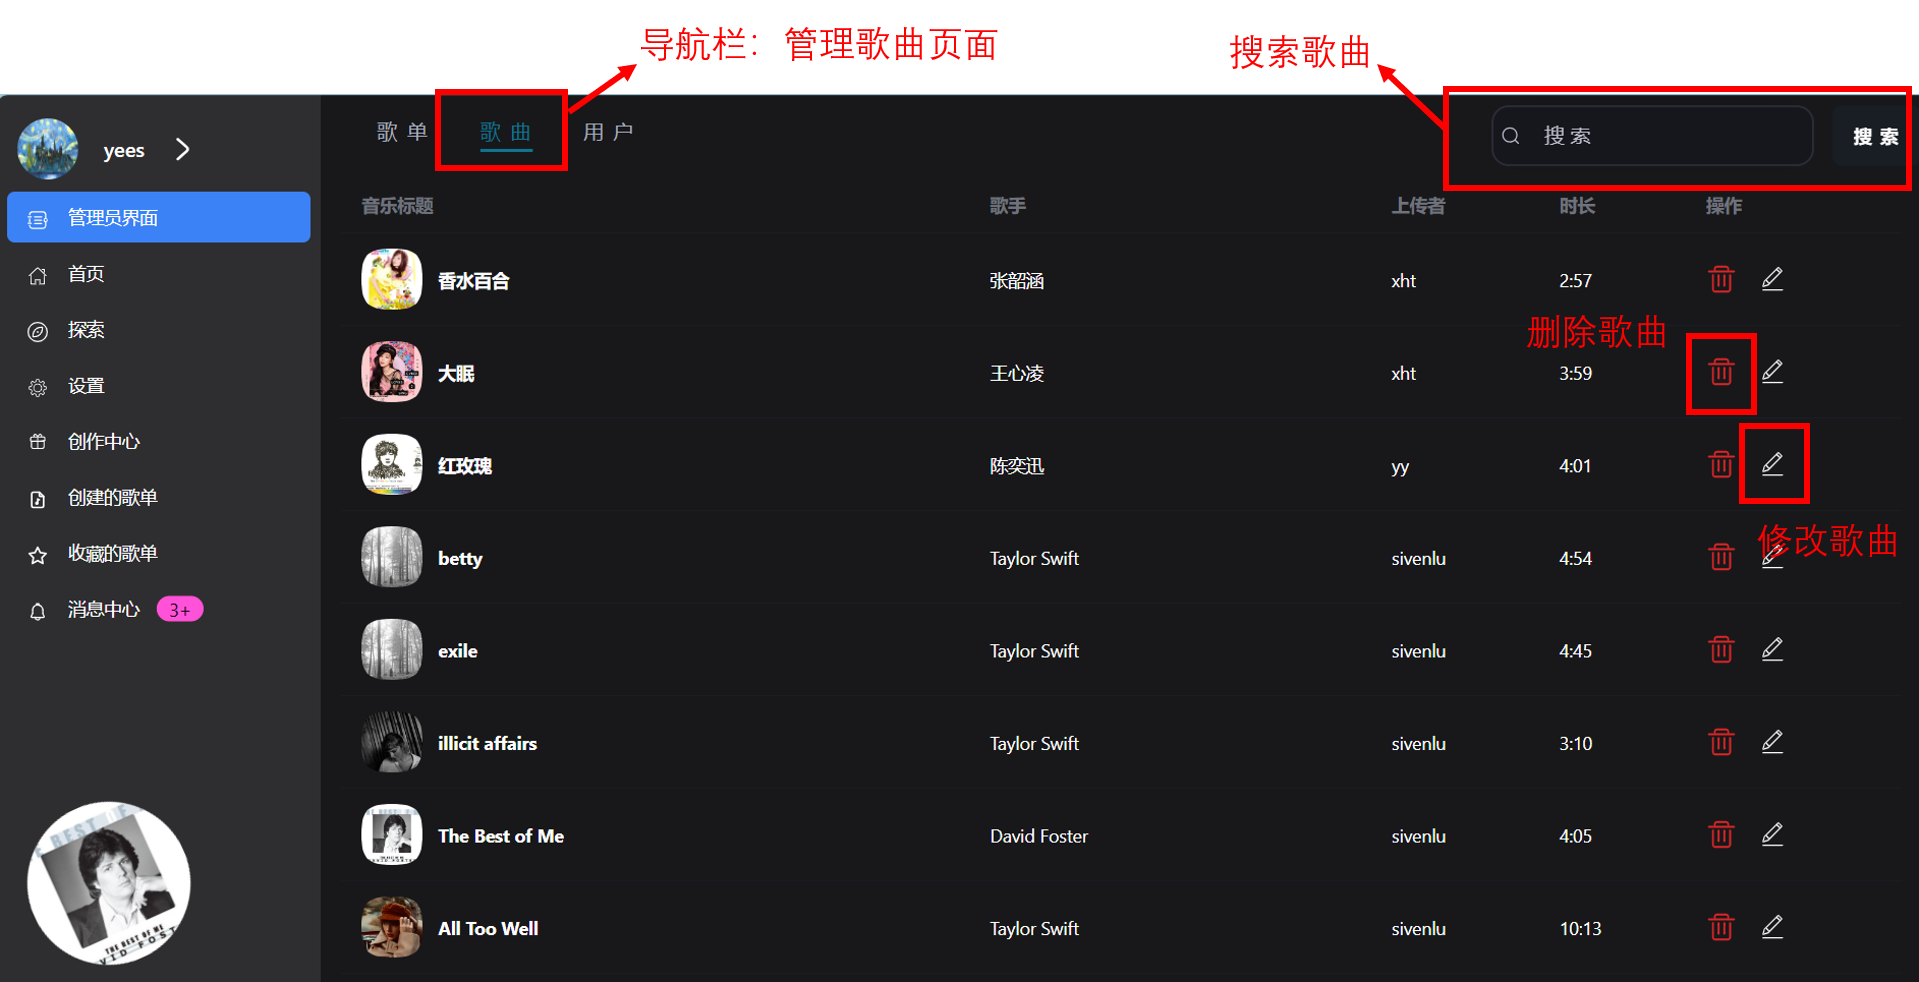 导航栏：管理歌曲页面
搜索歌曲
歌单 歌曲 用户
搜索
搜索
yees
管理员界面
首页
探索
设置
创作中心
创建的歌单
收藏的歌单
消息中心 3+
音乐标题 歌手 上传者 时长 操作
香水百合 张韶涵 xht 2:57
删除歌曲
大眠 王心凌 xht 3:59
红玫瑰 陈奕迅 yy 4:01
修改歌曲
betty Taylor Swift sivenlu 4:54
exile Taylor Swift sivenlu 4:45
illicit affairs Taylor Swift sivenlu 3:10
The Best of Me David Foster sivenlu 4:05
All Too Well Taylor Swift sivenlu 10:13
THE BEST OF ME